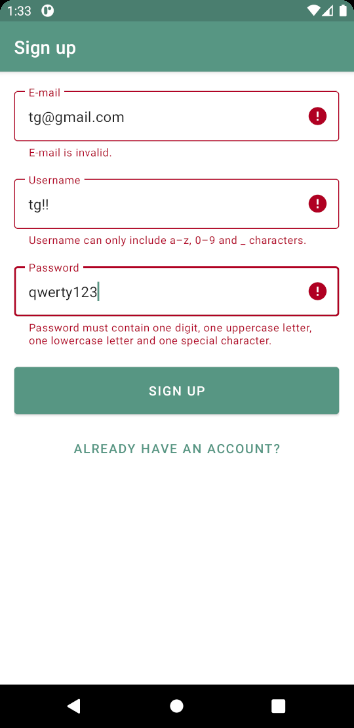 1:33
Sign up
E-mail
tg@gmail.com
E-mail is invalid.
Username
tg!!
Username can only include a–z, 0–9 and _ characters.
Password
qwerty123
Password must contain one digit, one uppercase letter,
one lowercase letter and one special character.
SIGN UP
ALREADY HAVE AN ACCOUNT?